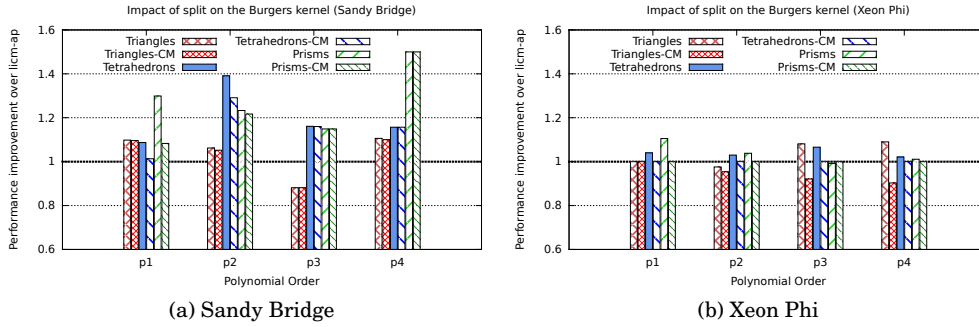 Impact of split on the Burgers kernel (Sandy Bridge)
Performance improvement over licm-ap
1.6
1.4
1.2
1
0.8
0.6
Triangles
Triangles-CM
Tetrahedrons
Tetrahedrons-CM
Prisms
Prisms-CM
p1 p2 p3 p4
Polynomial Order
(a) Sandy Bridge
Impact of split on the Burgers kernel (Xeon Phi)
Performance improvement over licm-ap
1.6
1.4
1.2
1
0.8
0.6
Triangles
Triangles-CM
Tetrahedrons
Tetrahedrons-CM
Prisms
Prisms-CM
p1 p2 p3 p4
Polynomial Order
(b) Xeon Phi